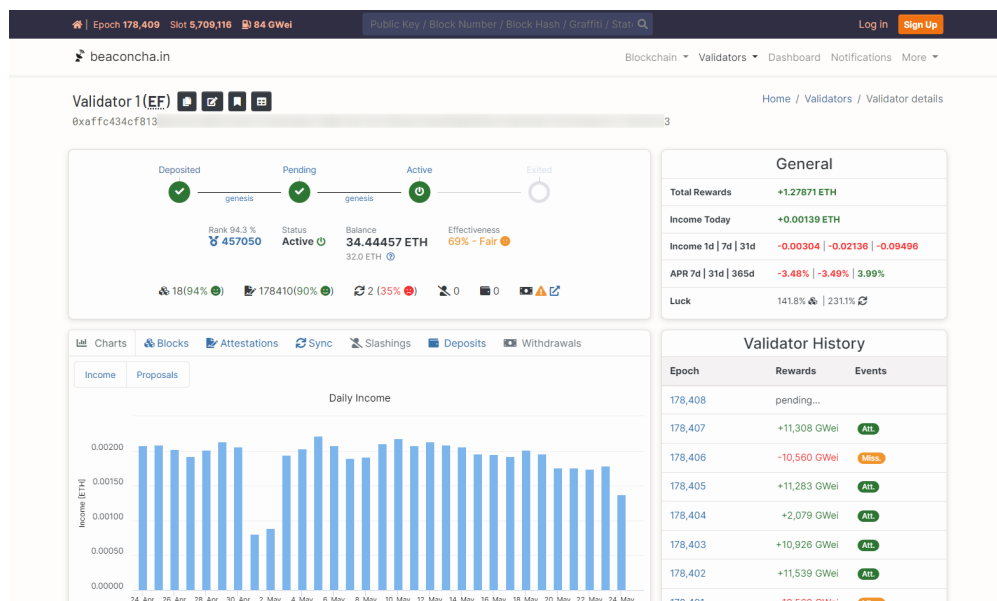 Epoch 178,409 Slot 5,709,116 84 GWei
Public Key / Block Number / Block Hash / Graffiti / State
Log in Sign Up
beaconcha.in
Blockchain Validators Dashboard Notifications More
Validator 1 (EF)
Home / Validators / Validator details
0xaffc434cf813 3
Deposited Pending Active Exited
genesis genesis
Rank 94.3 % Status Balance Effectiveness
457050 Active 34.44457 ETH 69% - Fair
32.0 ETH
18(94% ) 178410(90% ) 2 (35% ) 0 0
General
Total Rewards +1.27871 ETH
Income Today +0.00139 ETH
Income 1d | 7d | 31d -0.00304 | -0.02136 | -0.09496
APR 7d | 31d | 365d -3.48% | -3.49% | 3.99%
Luck 141.8% | 231.1%
Charts Blocks Attestations Sync Slashings Deposits Withdrawals
Income Proposals
Daily Income
Income [ETH]
0.00200
0.00150
0.00100
0.00050
0.00000
24. Apr 26. Apr 28. Apr 30. Apr 2. May 4. May 6. May 8. May 10. May 12. May 14. May 16. May 18. May 20. May 22. May 24. May
Validator History
Epoch Rewards Events
178,408 pending...
178,407 +11,308 GWei Att.
178,406 -10,560 GWei Miss.
178,405 +11,283 GWei Att.
178,404 +2,079 GWei Att.
178,403 +10,926 GWei Att.
178,402 +11,539 GWei Att.